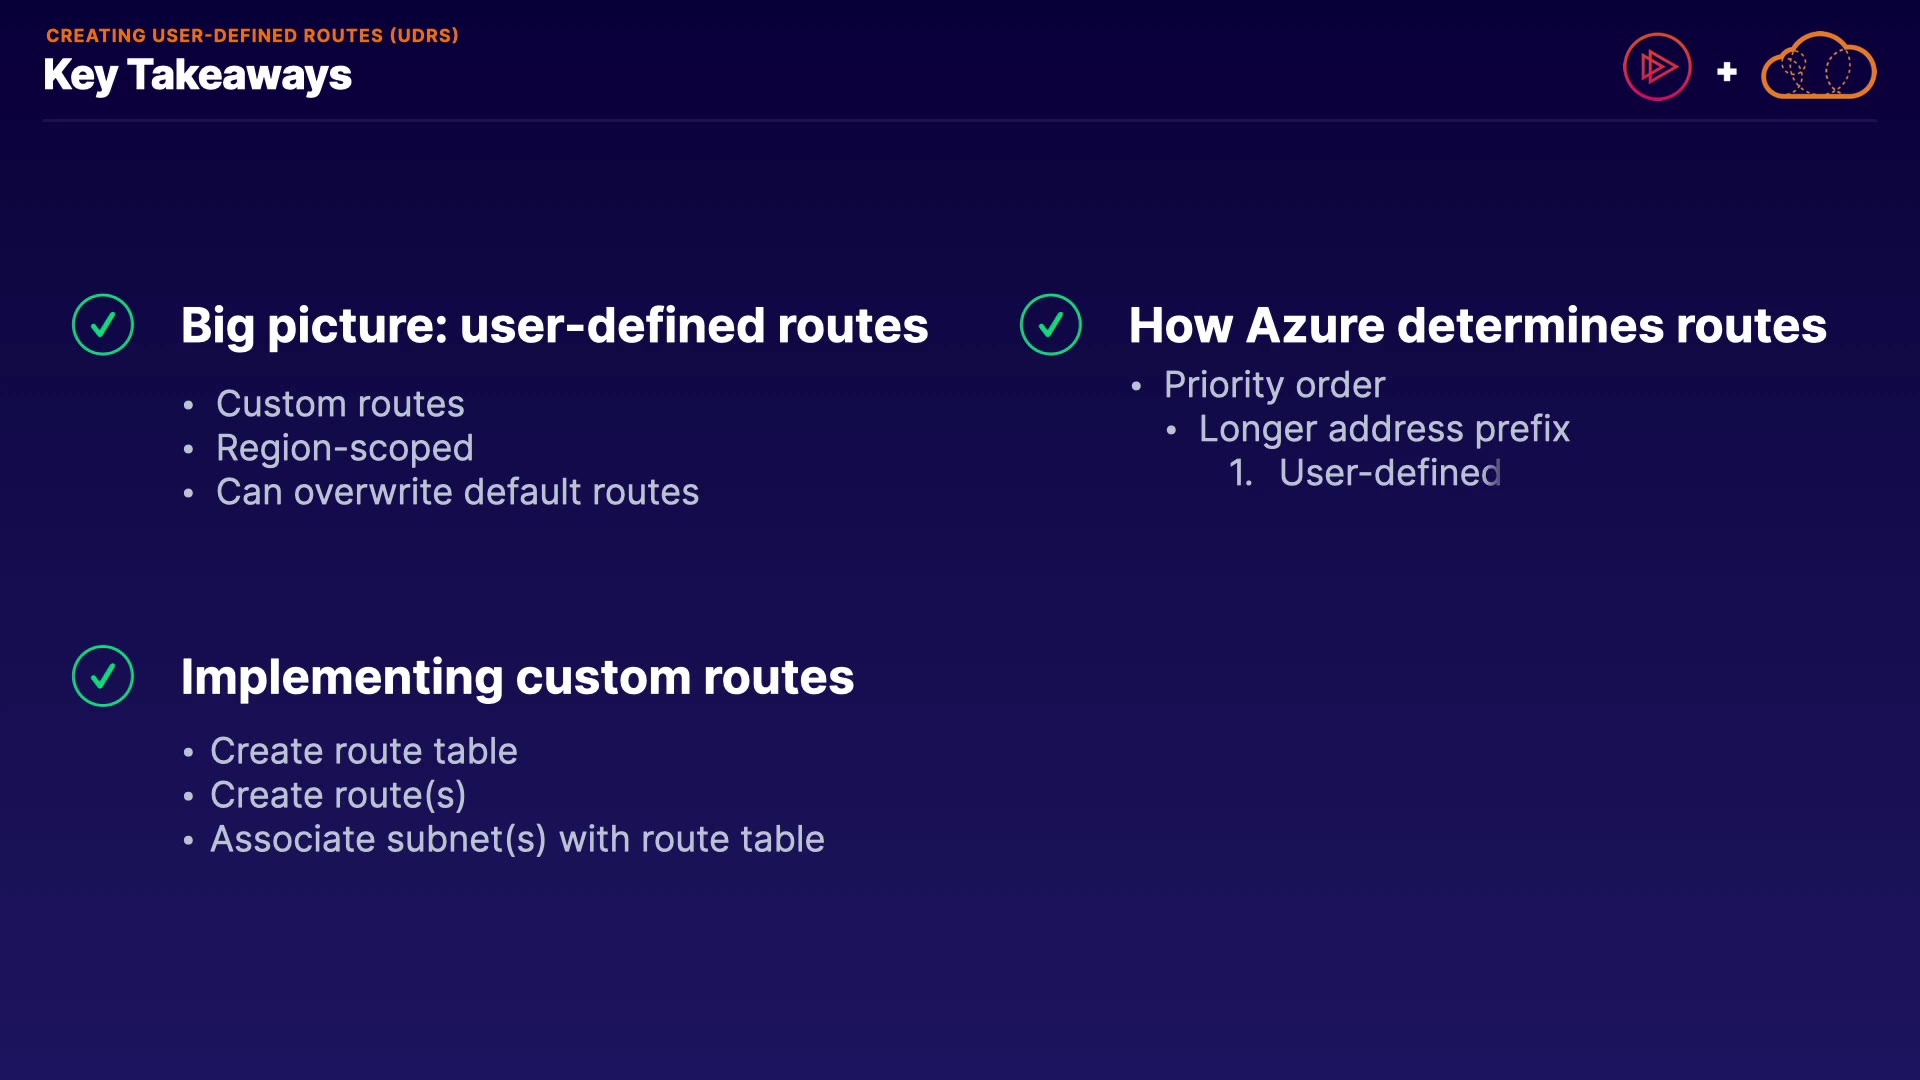 CREATING USER-DEFINED ROUTES (UDRS)
Key Takeaways
Big picture: user-defined routes
• Custom routes
• Region-scoped
• Can overwrite default routes
How Azure determines routes
• Priority order
• Longer address prefix
1. User-defined
Implementing custom routes
• Create route table
• Create route(s)
• Associate subnet(s) with route table